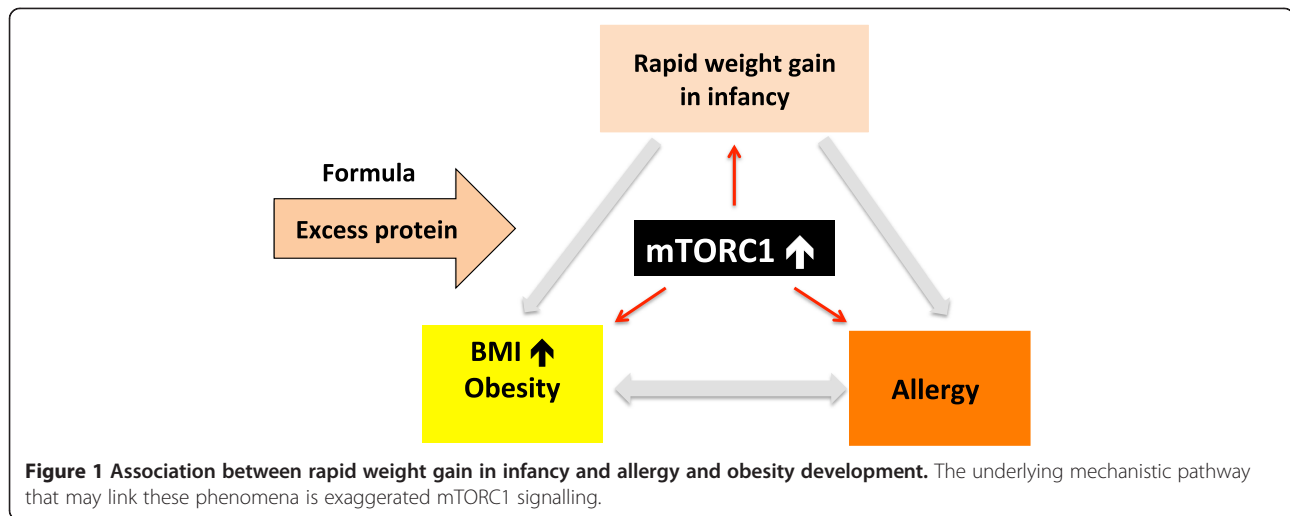 Rapid weight gain
in infancy
Formula
Excess protein
mTORC1
BMI
Obesity
Allergy
Figure 1 Association between rapid weight gain in infancy and allergy and obesity development. The underlying mechanistic pathway
that may link these phenomena is exaggerated mTORC1 signalling.